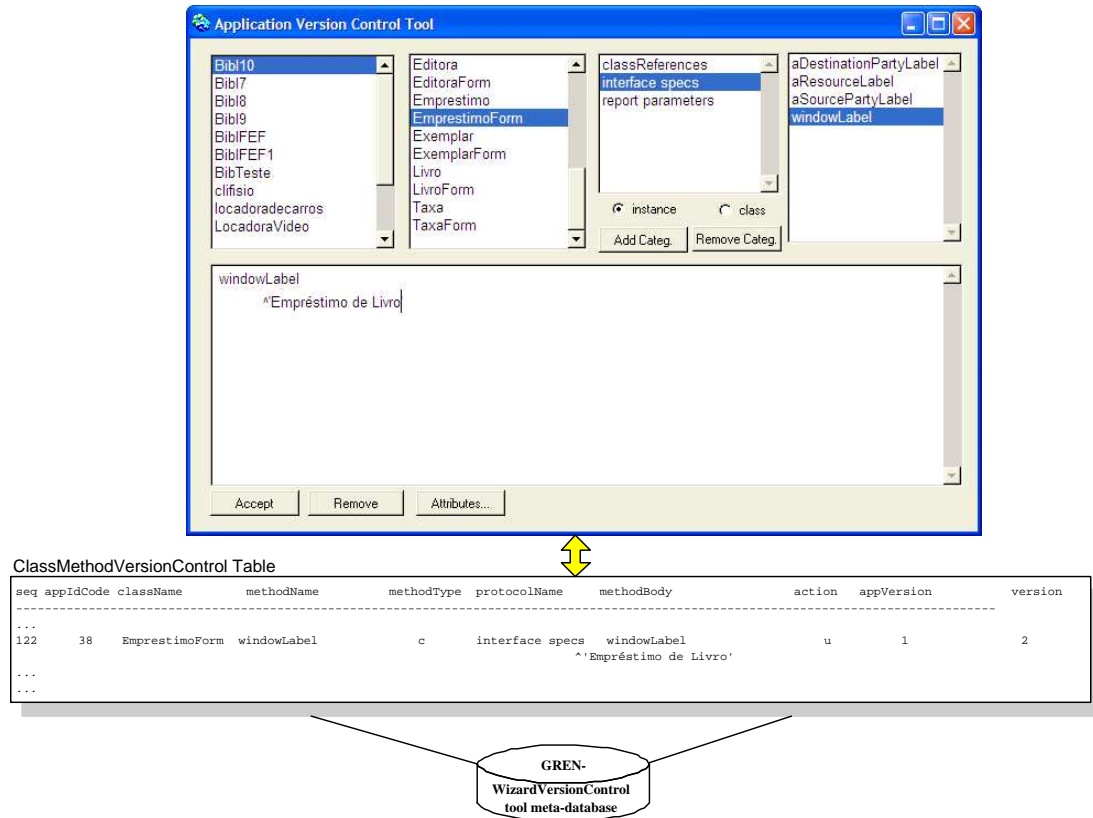 Application Version Control Tool
Bibl10
Bibl7
Bibl8
Bibl9
BiblFEF
BiblFEF1
BibTeste
clifisio
locadoradecarros
LocadoraVideo
Editora
EditoraForm
Emprestimo
EmprestimoForm
Exemplar
ExemplarForm
Livro
LivroForm
Taxa
TaxaForm
classReferences
interface specs
report parameters
instance class
Add Categ. Remove Categ.
aDestinationPartyLabel
aResourceLabel
aSourcePartyLabel
windowLabel
windowLabel
^'Empréstimo de Livro
Accept Remove Attributes...
ClassMethodVersionControl Table
seq appIdCode className methodName methodType protocolName methodBody action appVersion version
...
122 38 EmprestimoForm windowLabel c interface specs windowLabel u 1 2
^'Empréstimo de Livro'
...
...
GREN-
WizardVersionControl
tool meta-database